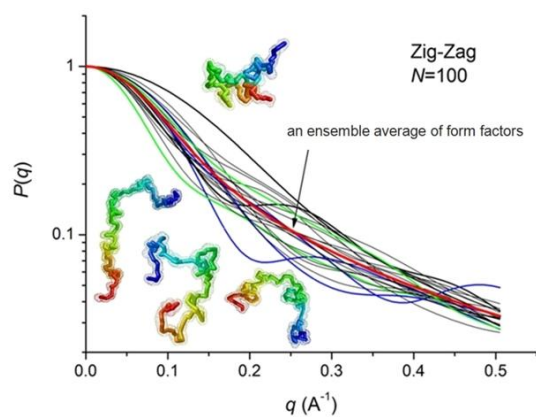 Zig-Zag
N=100
an ensemble average of form factors
1
0.1
P(q)
0.0 0.1 0.2 0.3 0.4 0.5
q (A⁻¹)